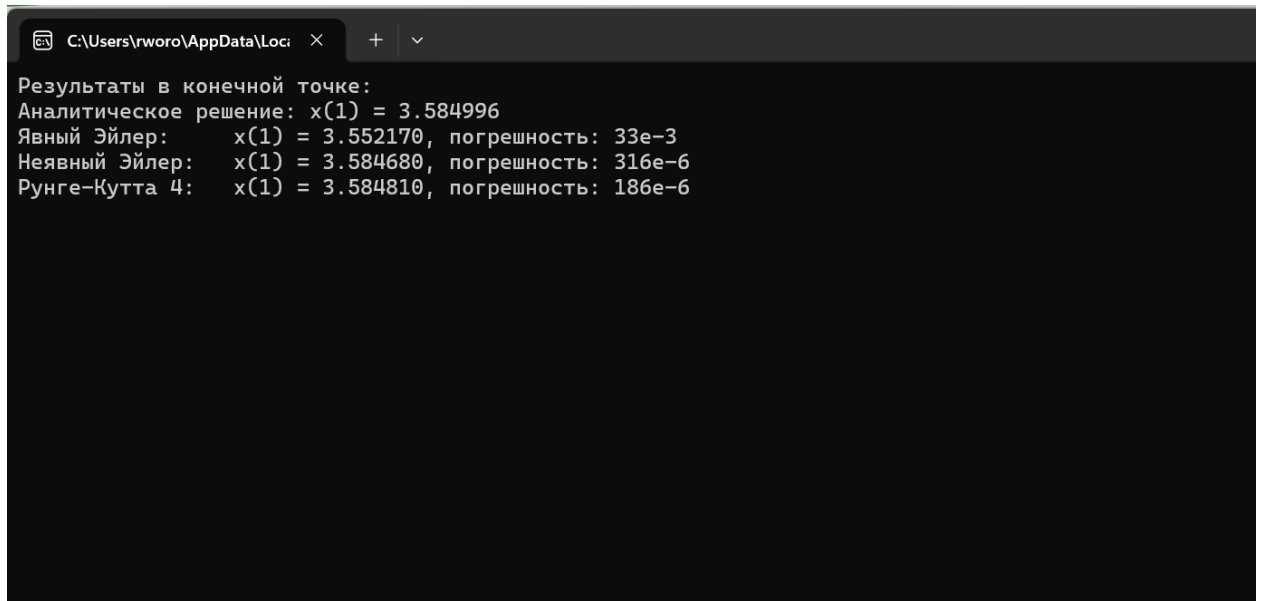 C:\Users\rworo\AppData\Loca
Результаты в конечной точке:
Аналитическое решение: x(1) = 3.584996
Явный Эйлер:     x(1) = 3.552170, погрешность: 33e-3
Неявный Эйлер:   x(1) = 3.584680, погрешность: 316e-6
Рунге-Кутта 4:   x(1) = 3.584810, погрешность: 186e-6